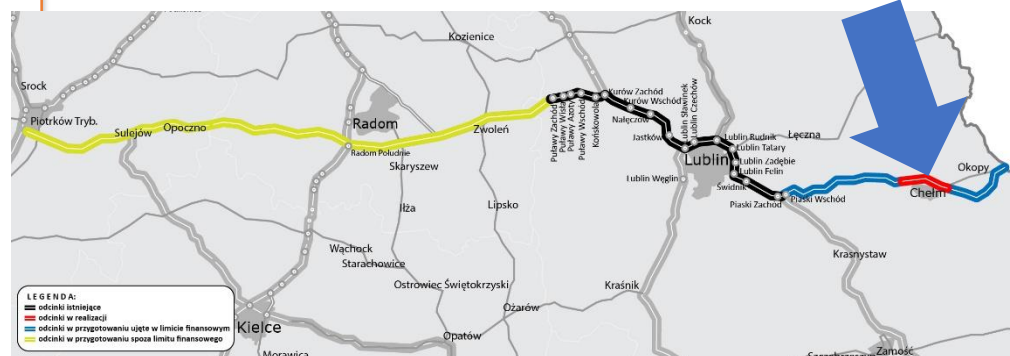 Kock
Kozienice
Srock
Piotrków Tryb.
Sulejów
Opoczno
Radom
Radom Południe
Skaryszew
Zwoleń
Puławy Zachód
Puławy Wisła
Puławy Azoty
Puławy Wschód
Końskowola
Kurów Zachód
Kurów Wschód
Nałęczów
Jastków
Lublin Sławinek
Lublin Czechów
Lublin Rudnik
Lublin Tatary
Lublin Zadębie
Lublin Felin
Łęczna
Lublin
Lublin Węglin
Świdnik
Piaski Zachód
Piaski Wschód
Chełm
Okopy
Iłża
Lipsko
Wąchock
Starachowice
Ostrowiec Świętokrzyski
Ożarów
Kraśnik
Krasnystaw
Kielce
Opatów
Morawica
Zamość
Szczebrzeszyn
LEGENDA:
odcinki istniejące
odcinki w realizacji
odcinki w przygotowaniu ujęte w limicie finansowym
odcinki w przygotowaniu spoza limitu finansowego